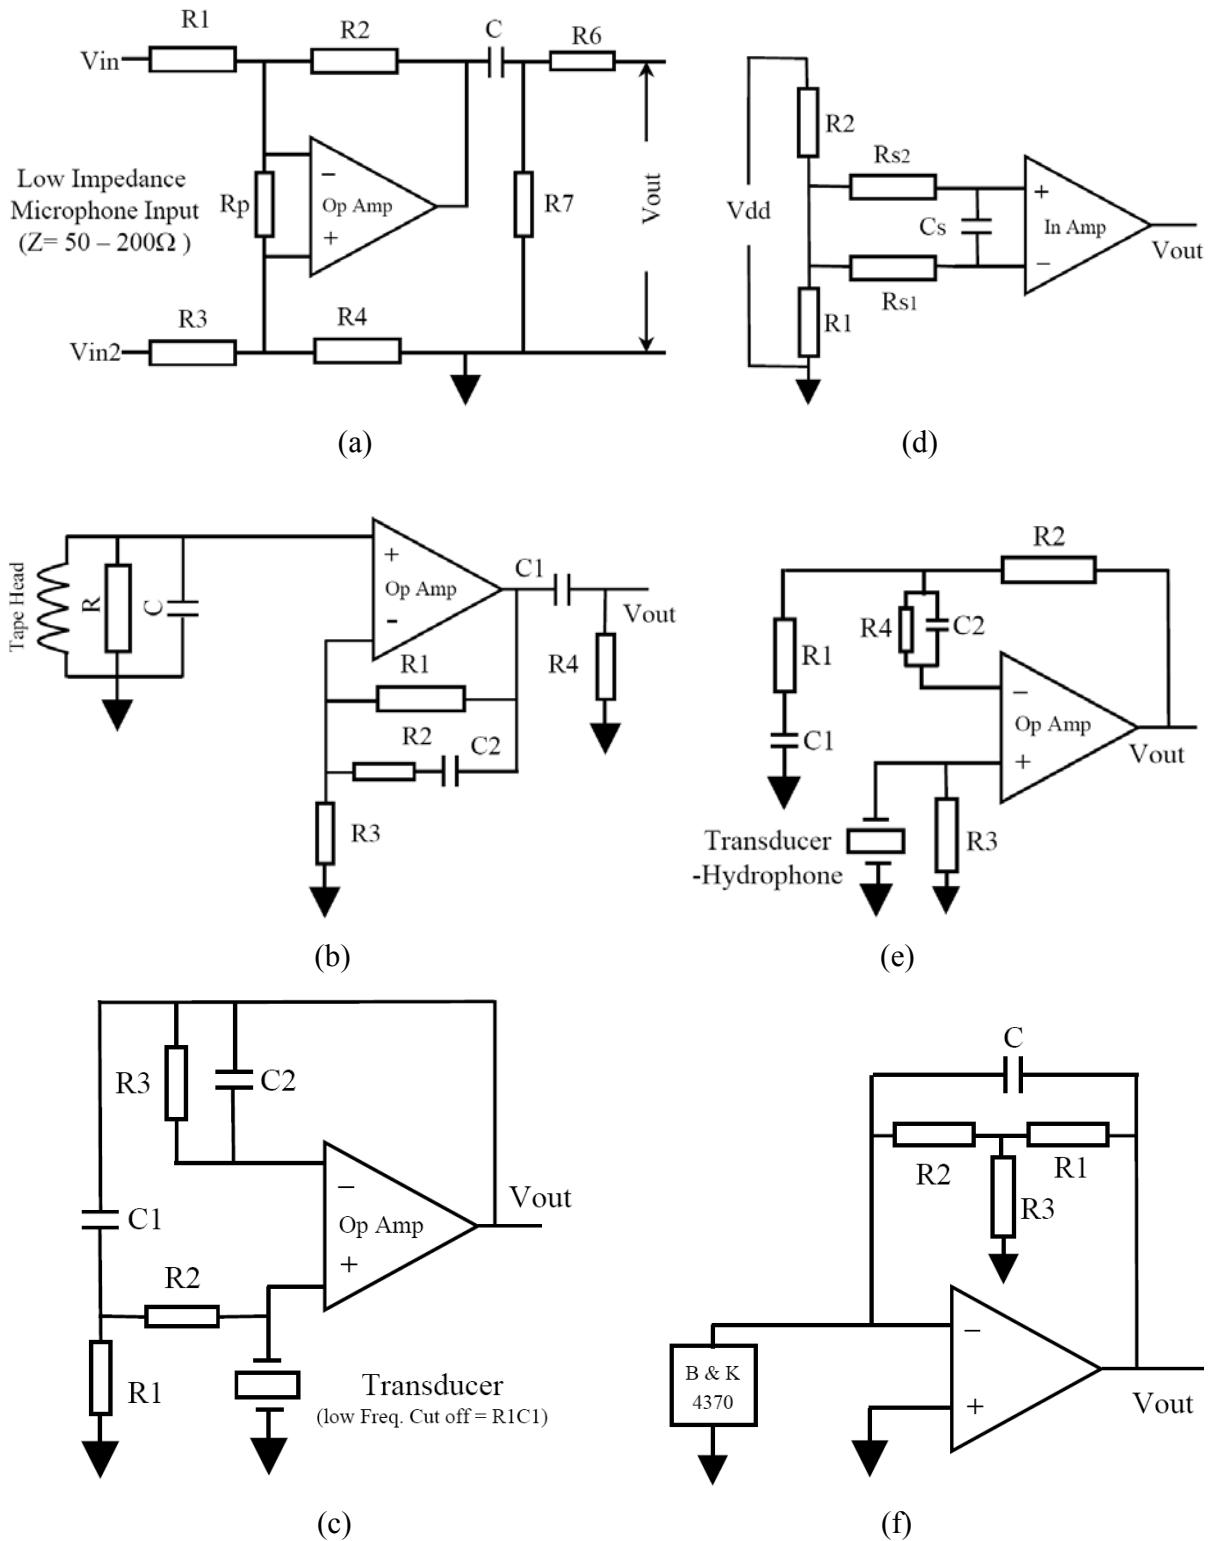 R1
R2
C
R6
Vin
Low Impedance
Microphone Input
(Z= 50 – 200Ω )
Rp
−
Op Amp
+
R7
Vout
R3
R4
Vin2
(a)
R2
Rs2
Vdd
Cs
+
In Amp
−
Vout
Rs1
R1
(d)
Tape Head
R
C
+
Op Amp
-
C1
Vout
R1
R4
R2
C2
R3
(b)
R2
R4
C2
R1
−
Op Amp
C1
+
Vout
Transducer
-Hydrophone
R3
(e)
R3
C2
−
Op Amp
+
Vout
C1
R2
R1
Transducer
(low Freq. Cut off = R1C1)
(c)
C
R2
R1
R3
B & K
4370
−
+
Vout
(f)